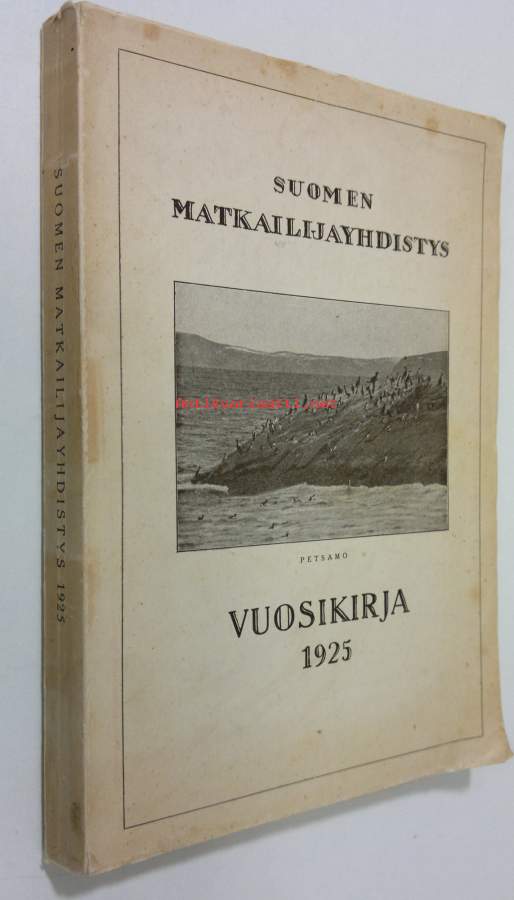 SUOMEN
MATKAILIJAYHDISTYS
PETSAMO
VUOSIKIRJA
1925
SUOMEN MATKAILIJAYHDISTYS 1925